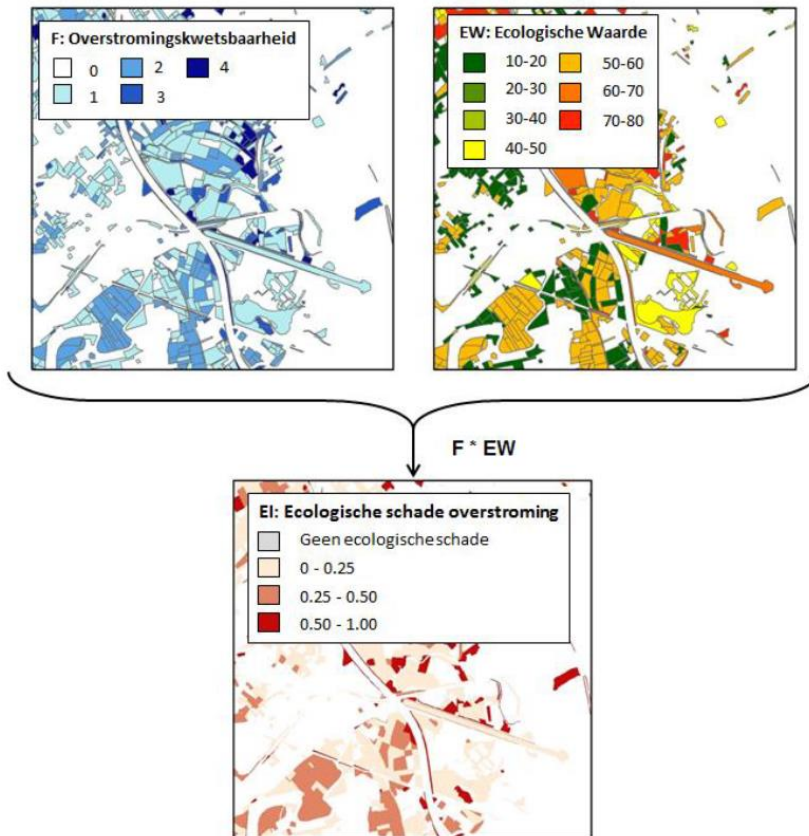 F: Overstromingskwetsbaarheid
0 2 4
1 3
EW: Ecologische Waarde
10-20 50-60
20-30 60-70
30-40 70-80
40-50
F * EW
EI: Ecologische schade overstroming
Geen ecologische schade
0 - 0.25
0.25 - 0.50
0.50 - 1.00